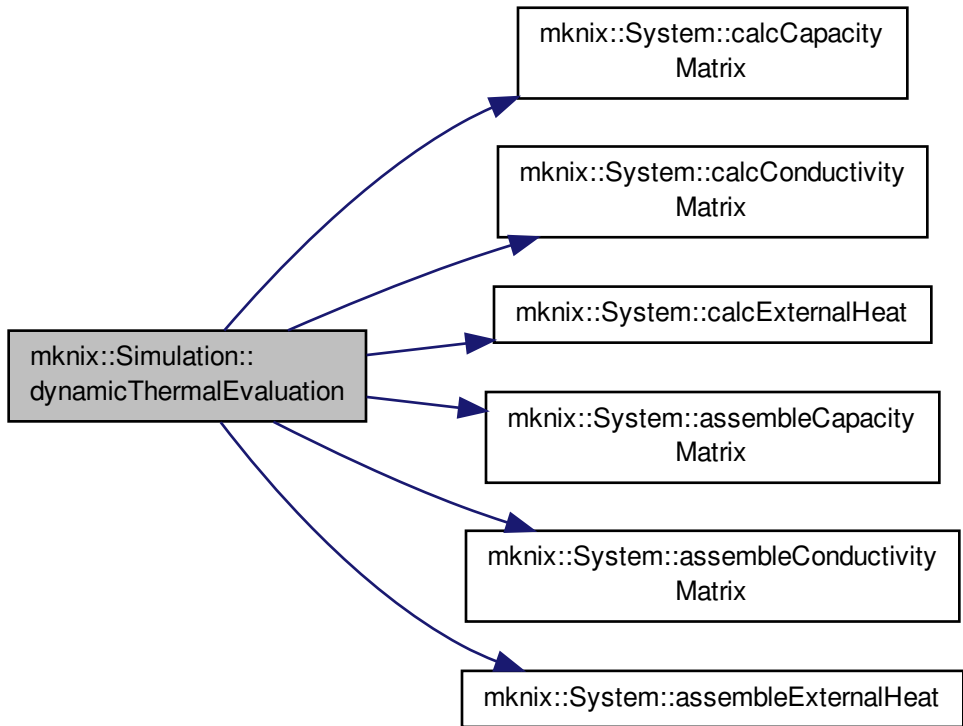 mknix::System::calcCapacity
Matrix
mknix::System::calcConductivity
Matrix
mknix::System::calcExternalHeat
mknix::Simulation::
dynamicThermalEvaluation
mknix::System::assembleCapacity
Matrix
mknix::System::assembleConductivity
Matrix
mknix::System::assembleExternalHeat